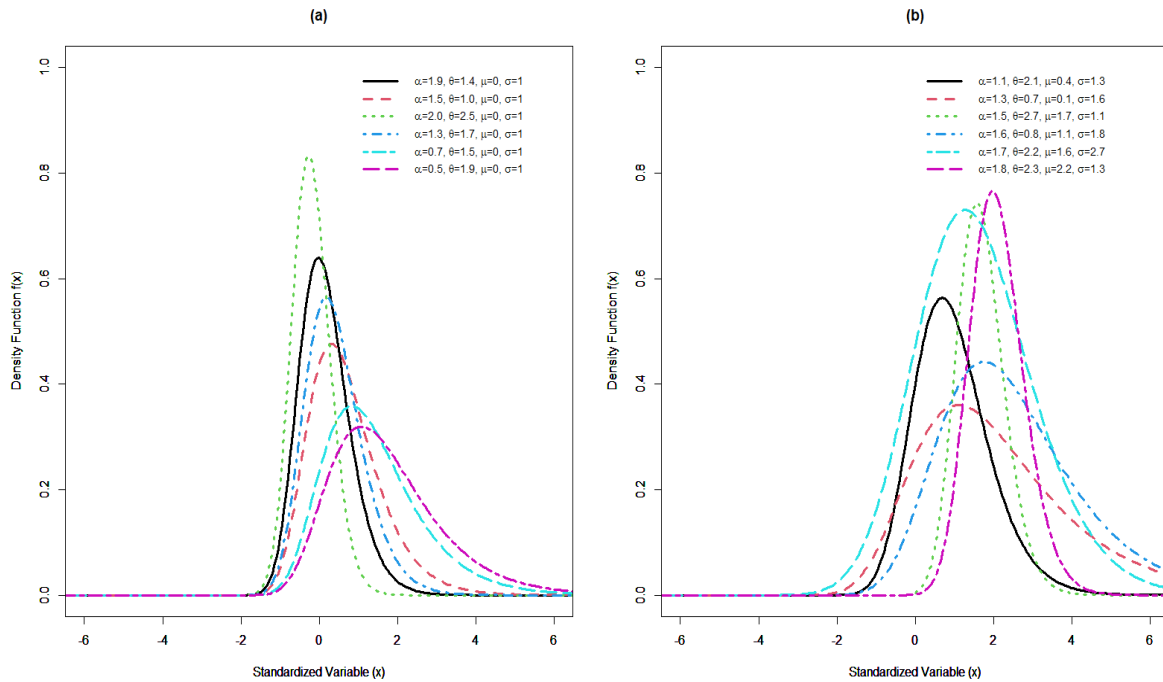 (a)
Density Function f(x)
1.0
0.8
0.6
0.4
0.2
0.0
α=1.9, θ=1.4, μ=0, σ=1
α=1.5, θ=1.0, μ=0, σ=1
α=2.0, θ=2.5, μ=0, σ=1
α=1.3, θ=1.7, μ=0, σ=1
α=0.7, θ=1.5, μ=0, σ=1
α=0.5, θ=1.9, μ=0, σ=1
-6 -4 -2 0 2 4 6
Standardized Variable (x)
(b)
Density Function f(x)
1.0
0.8
0.6
0.4
0.2
0.0
α=1.1, θ=2.1, μ=0.4, σ=1.3
α=1.3, θ=0.7, μ=0.1, σ=1.6
α=1.5, θ=2.7, μ=1.7, σ=1.1
α=1.6, θ=0.8, μ=1.1, σ=1.8
α=1.7, θ=2.2, μ=1.6, σ=2.7
α=1.8, θ=2.3, μ=2.2, σ=1.3
-6 -4 -2 0 2 4 6
Standardized Variable (x)